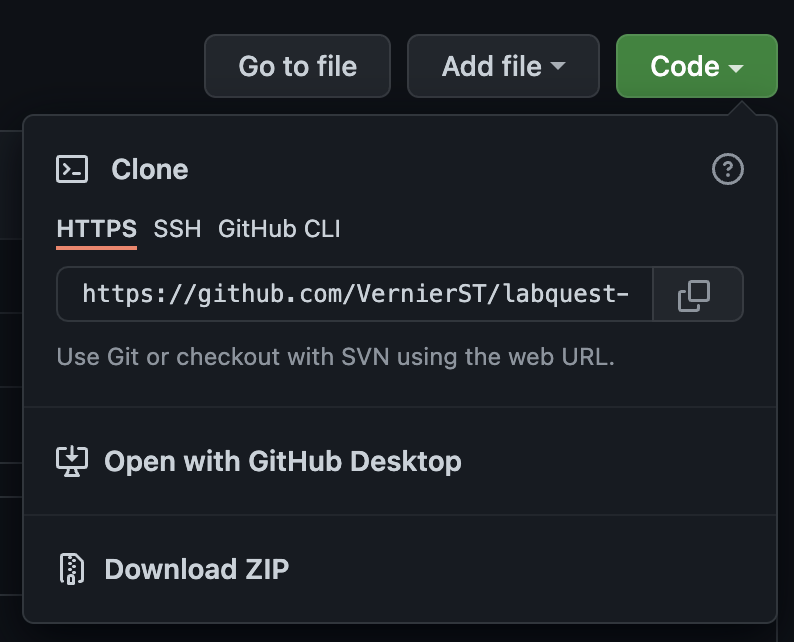 Go to file Add file Code
Clone
HTTPS SSH GitHub CLI
https://github.com/VernierST/labquest-
Use Git or checkout with SVN using the web URL.
Open with GitHub Desktop
Download ZIP